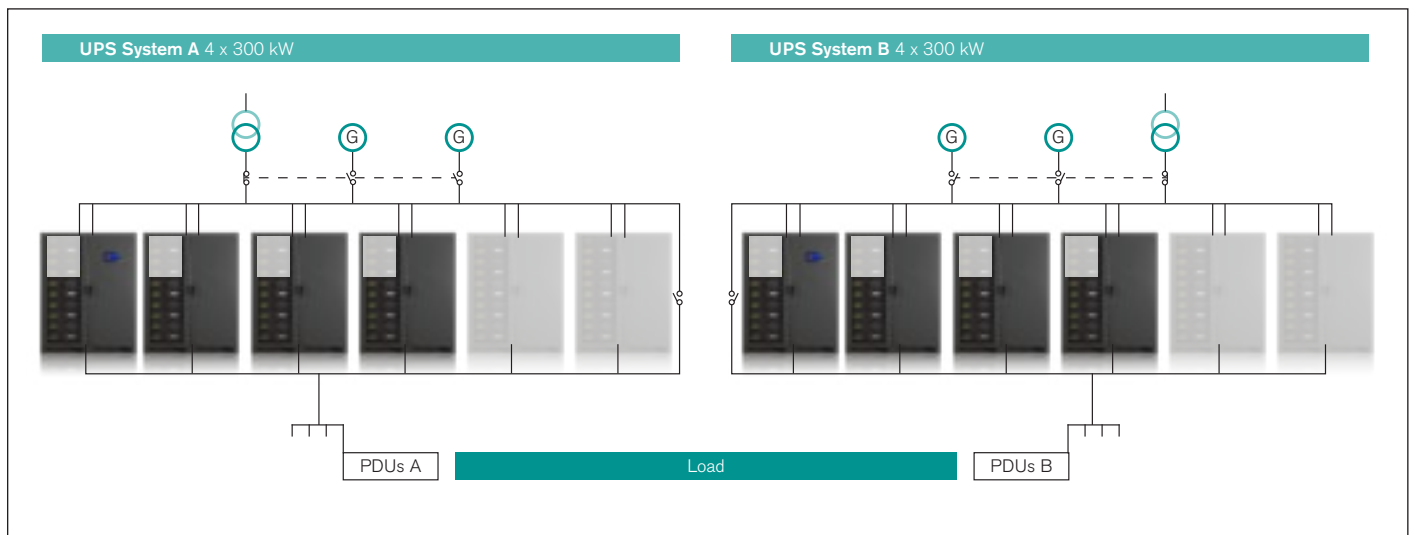 UPS System A 4 x 300 kW
UPS System B 4 x 300 kW
G
G
G
G
PDUs A
Load
PDUs B